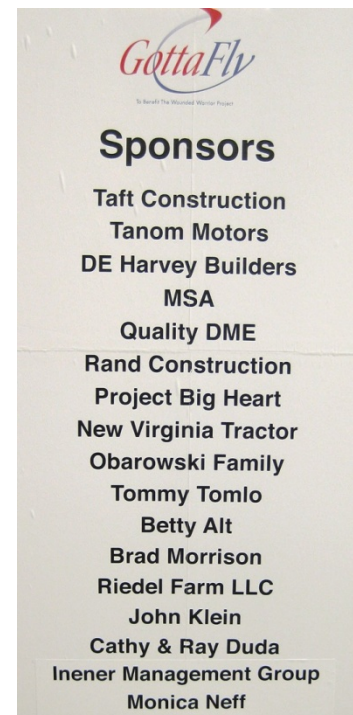 GottaFly
To Benefit The Wounded Warrior Project
Sponsors
Taft Construction
Tanom Motors
DE Harvey Builders
MSA
Quality DME
Rand Construction
Project Big Heart
New Virginia Tractor
Obarowski Family
Tommy Tomlo
Betty Alt
Brad Morrison
Riedel Farm LLC
John Klein
Cathy & Ray Duda
Inener Management Group
Monica Neff